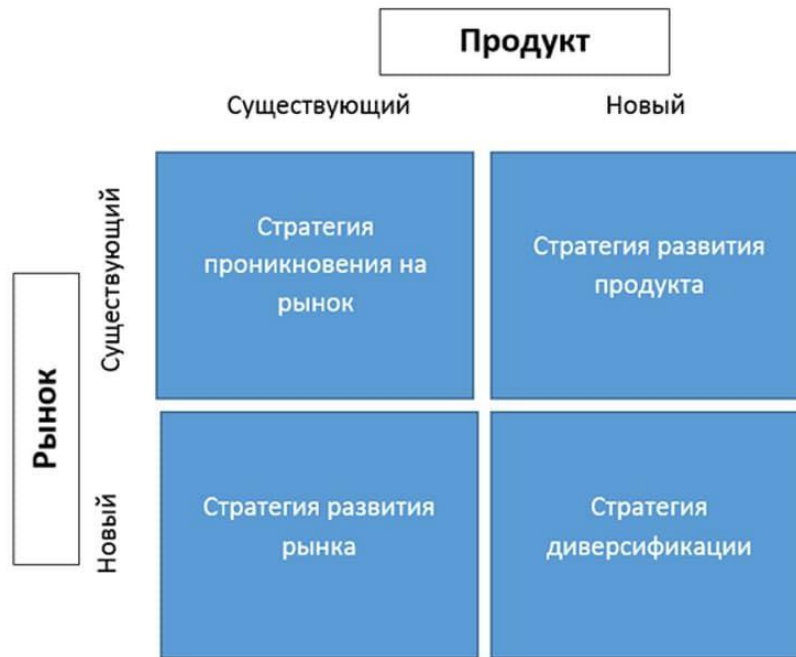 Продукт
Существующий
Новый
Рынок
Существующий
Стратегия
проникновения на
рынок
Стратегия развития
продукта
Новый
Стратегия развития
рынка
Стратегия
диверсификации